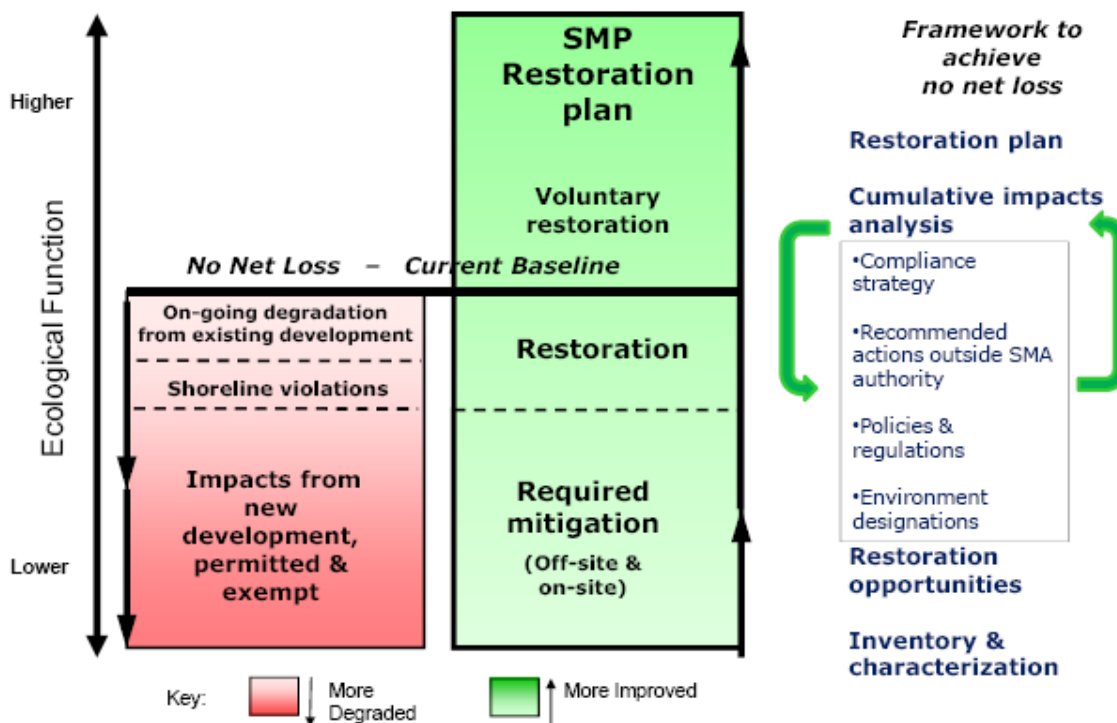 Ecological Function
Higher
Lower
SMP
Restoration
plan
Voluntary
restoration
No Net Loss – Current Baseline
On-going degradation
from existing development
Shoreline violations
Impacts from
new
development,
permitted &
exempt
Restoration
Required
mitigation
(Off-site &
on-site)
Key:
More
Degraded
More Improved
Framework to
achieve
no net loss
Restoration plan
Cumulative impacts
analysis
•Compliance
strategy
•Recommended
actions outside SMA
authority
•Policies &
regulations
•Environment
designations
Restoration
opportunities
Inventory &
characterization